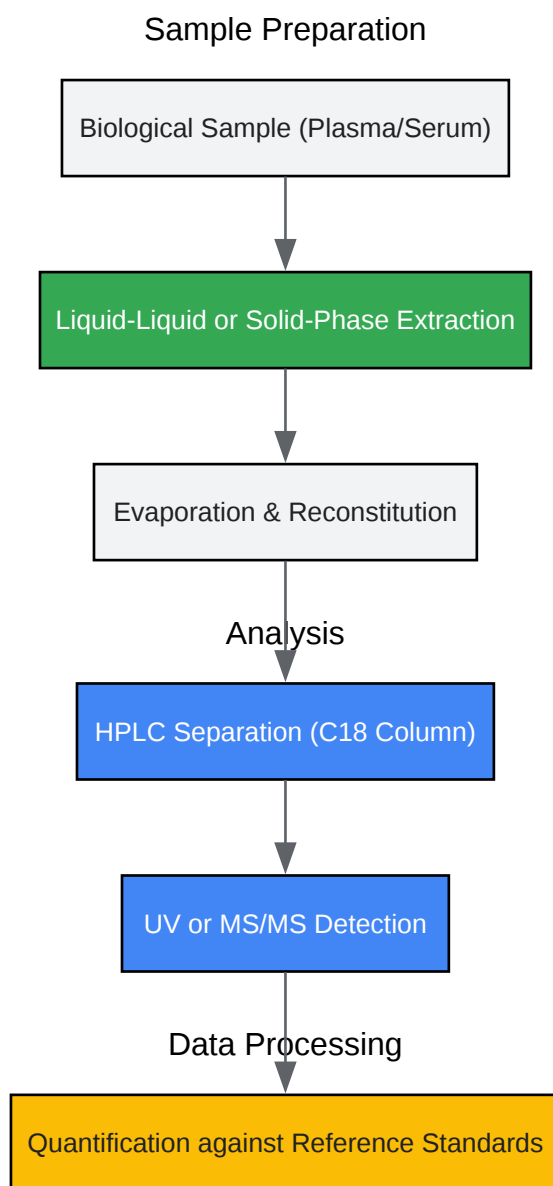 Sample Preparation
Biological Sample (Plasma/Serum)
Liquid-Liquid or Solid-Phase Extraction
Evaporation & Reconstitution
Analysis
HPLC Separation (C18 Column)
UV or MS/MS Detection
Data Processing
Quantification against Reference Standards